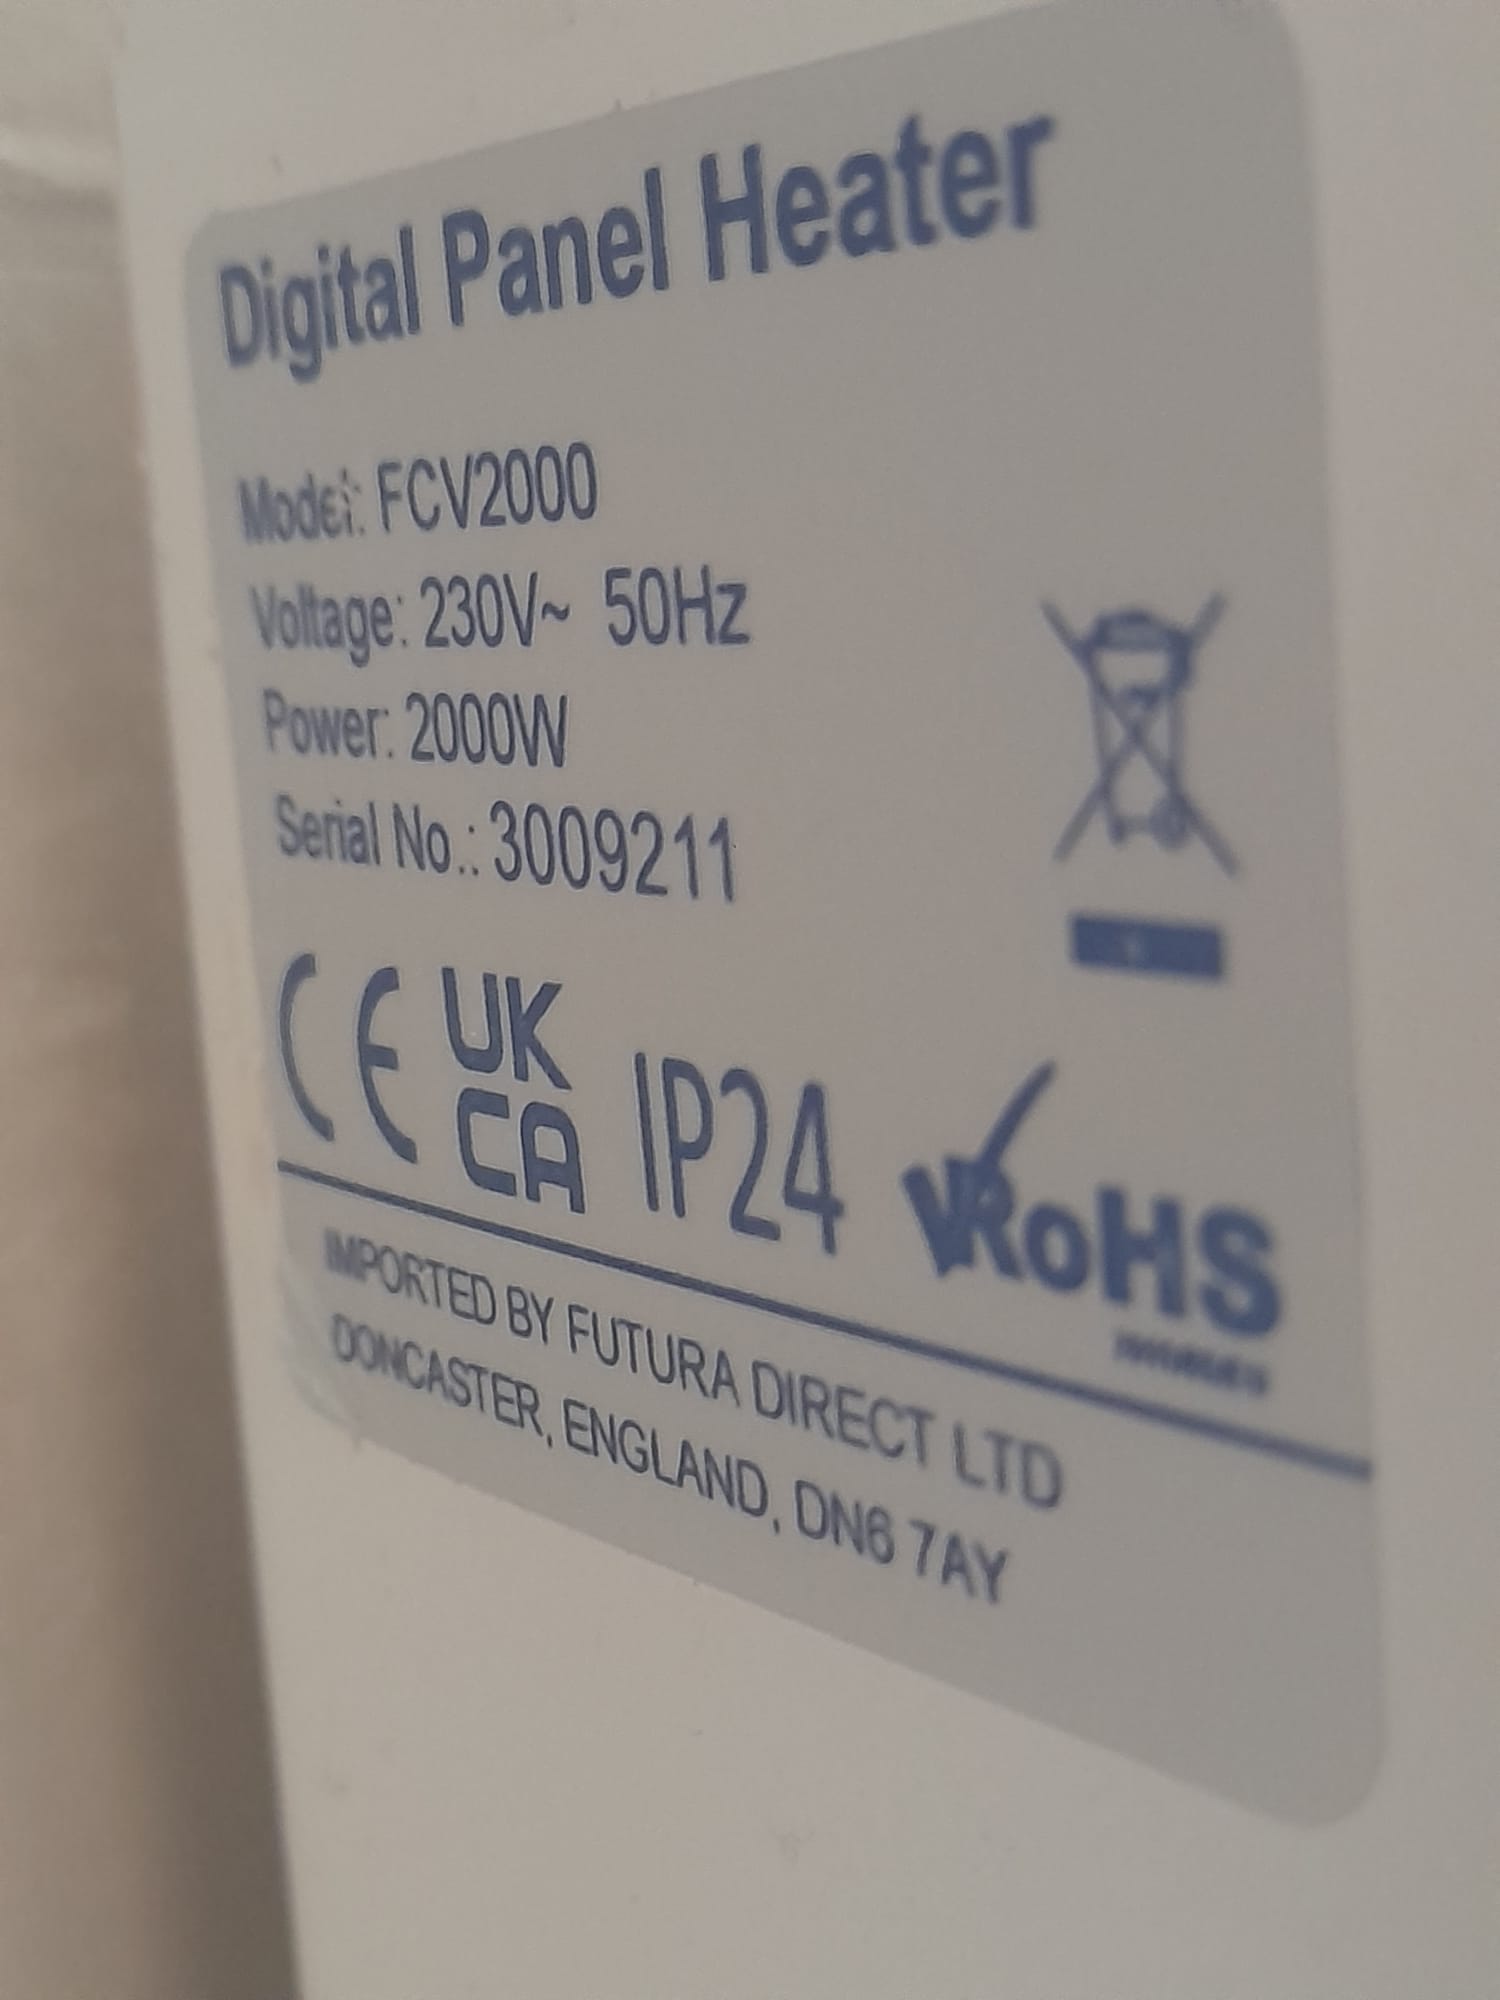 Digital Panel Heater
Model: FCV2000
Voltage: 230V~ 50Hz
Power: 2000W
Serial No.: 3009211
CE UK
CA IP24 RoHS
IMPORTED BY FUTURA DIRECT LTD
DONCASTER, ENGLAND, DN6 7AY